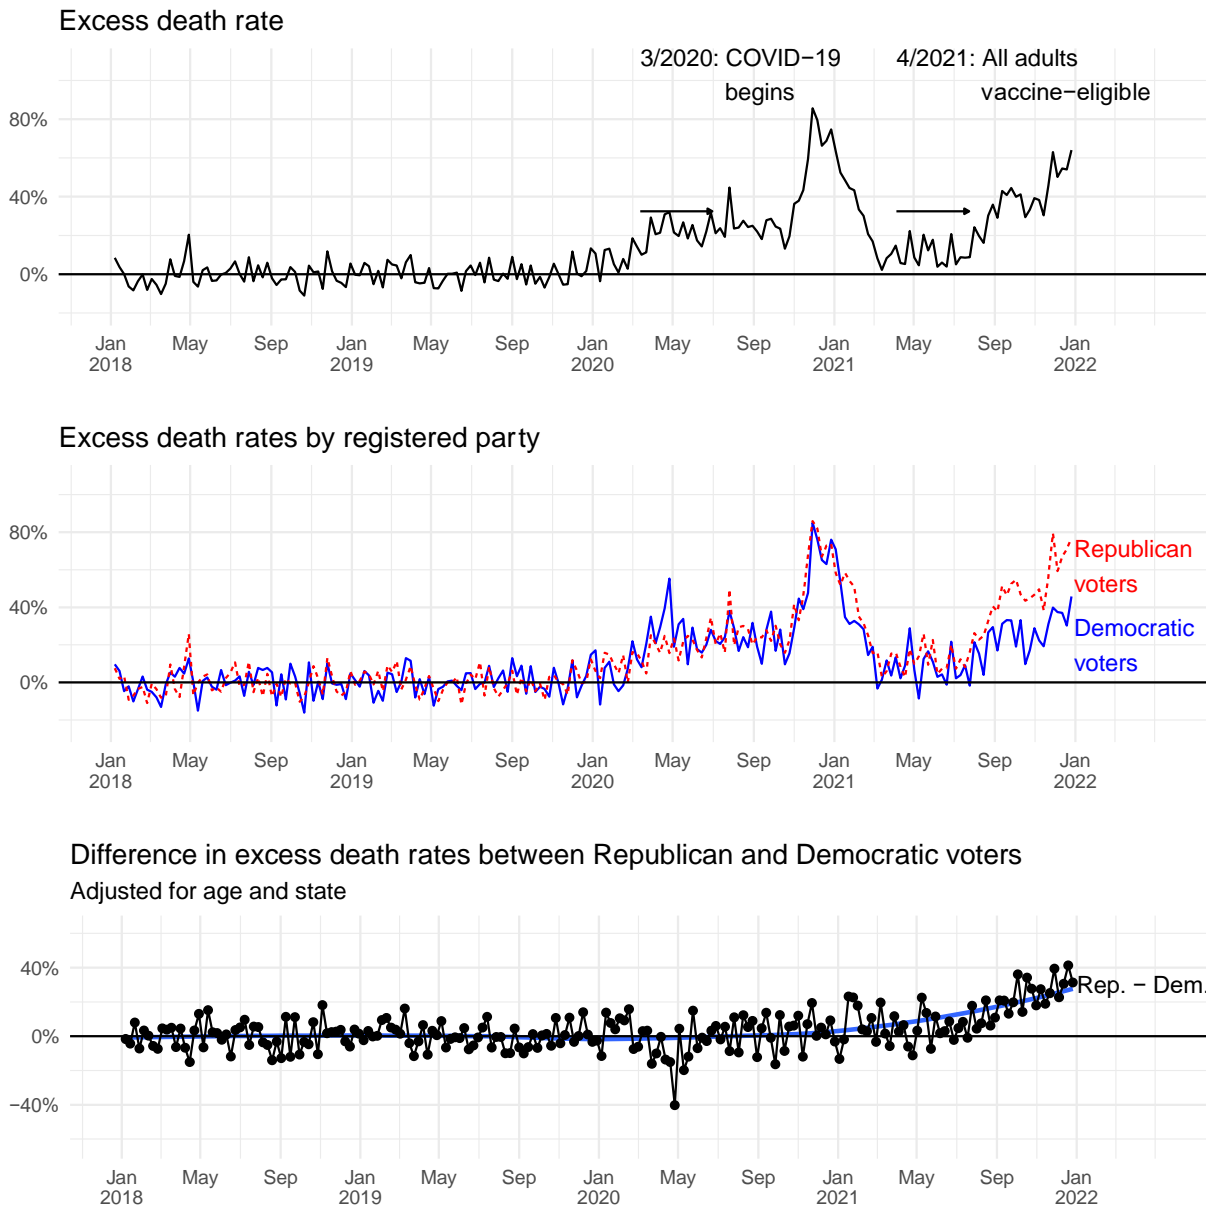 Excess death rate
3/2020: COVID−19
begins
4/2021: All adults
vaccine−eligible
80%
40%
0%
Jan
2018
May
Sep
Jan
2019
May
Sep
Jan
2020
May
Sep
Jan
2021
May
Sep
Jan
2022
Excess death rates by registered party
80%
40%
0%
Republican
voters
Democratic
voters
Jan
2018
May
Sep
Jan
2019
May
Sep
Jan
2020
May
Sep
Jan
2021
May
Sep
Jan
2022
Difference in excess death rates between Republican and Democratic voters
Adjusted for age and state
40%
0%
−40%
Rep. − Dem.
Jan
2018
May
Sep
Jan
2019
May
Sep
Jan
2020
May
Sep
Jan
2021
May
Sep
Jan
2022